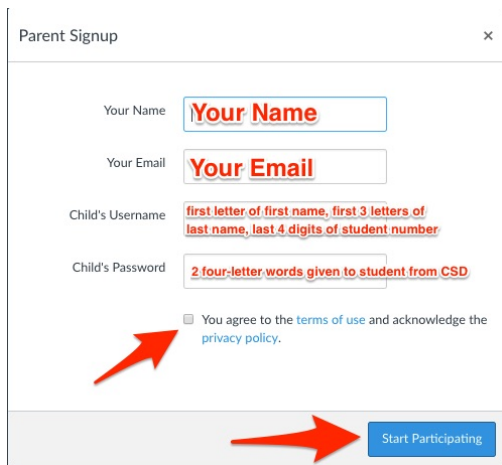 Parent Signup ×
Your Name Your Name
Your Email Your Email
Child's Username first letter of first name, first 3 letters of
last name, last 4 digits of student number
Child's Password 2 four-letter words given to student from CSD
You agree to the terms of use and acknowledge the
privacy policy.
Start Participating